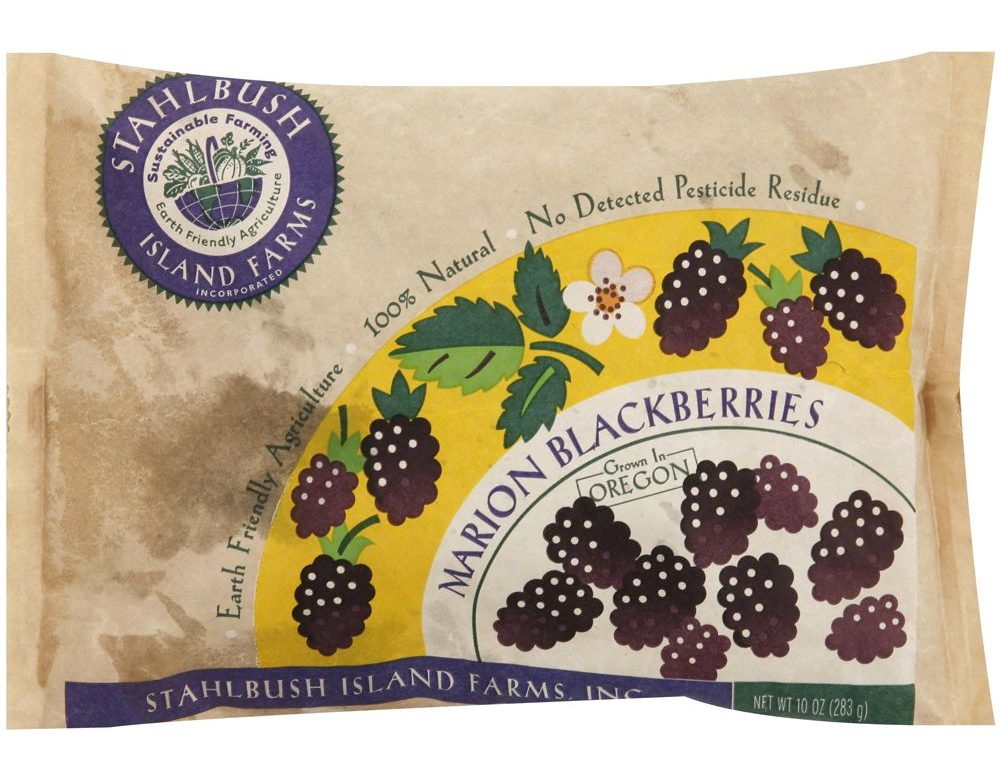 STAHLBUSH
Sustainable Farming
Earth Friendly Agriculture
ISLAND FARMS
INCORPORATED
Earth Friendly Agriculture • 100% Natural • No Detected Pesticide Residue •
MARION BLACKBERRIES
Grown In
OREGON
STAHLBUSH ISLAND FARMS, INC
NET WT 10 OZ (283 g)